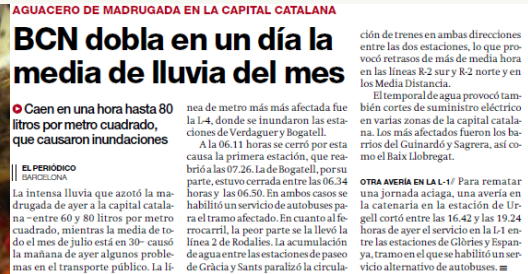 AGUACERO DE MADRUGADA EN LA CAPITAL CATALANA
BCN dobla en un día la
media de lluvia del mes
Caen en una hora hasta 80
litros por metro cuadrado,
que causaron inundaciones
EL PERIÓDICO
BARCELONA
La intensa lluvia que azotó la ma-
drugada de ayer a la capital catala-
na –entre 60 y 80 litros por metro
cuadrado, mientras la media de to-
do el mes de julio está en 30– causó
la mañana de ayer algunos proble-
mas en el transporte público. La lí-
nea de metro más más afectada fue
la L-4, donde se inundaron las esta-
ciones de Verdaguer y Bogatell.
A la 06.11 horas se cerró por esta
causa la primera estación, que rea-
brió a las 07.26. La de Bogatell, por su
parte, estuvo cerrada entre las 06.34
horas y las 06.50. En ambos casos se
habilitó un servicio de autobuses pa-
ra el tramo afectado. En cuanto al fe-
rrocarril, la peor parte se la llevó la
línea 2 de Rodalies. La acumulación
de agua entre las estaciones de paseo
de Gràcia y Sants paralizó la circula-
ción de trenes en ambas direcciones
entre las dos estaciones, lo que pro-
vocó retrasos de más de media hora
en las líneas R-2 sur y R-2 norte y en
los Media Distancia.
El temporal de agua provocó tam-
bién cortes de suministro eléctrico
en varias zonas de la capital catala-
na. Los más afectados fueron los ba-
rrios del Guinardó y Sagrera, así co-
mo el Baix Llobregat.
OTRA AVERÍA EN LA L-1// Para rematar
una jornada aciaga, una avería en
la catenaria en la estación de Ur-
gell cortó entre las 16.42 y las 19.24
horas de ayer el servicio en la L-1 en-
tre las estaciones de Glòries y Espan-
ya, tramo en el que se habilitó un ser-
vicio alternativo de autobuses.